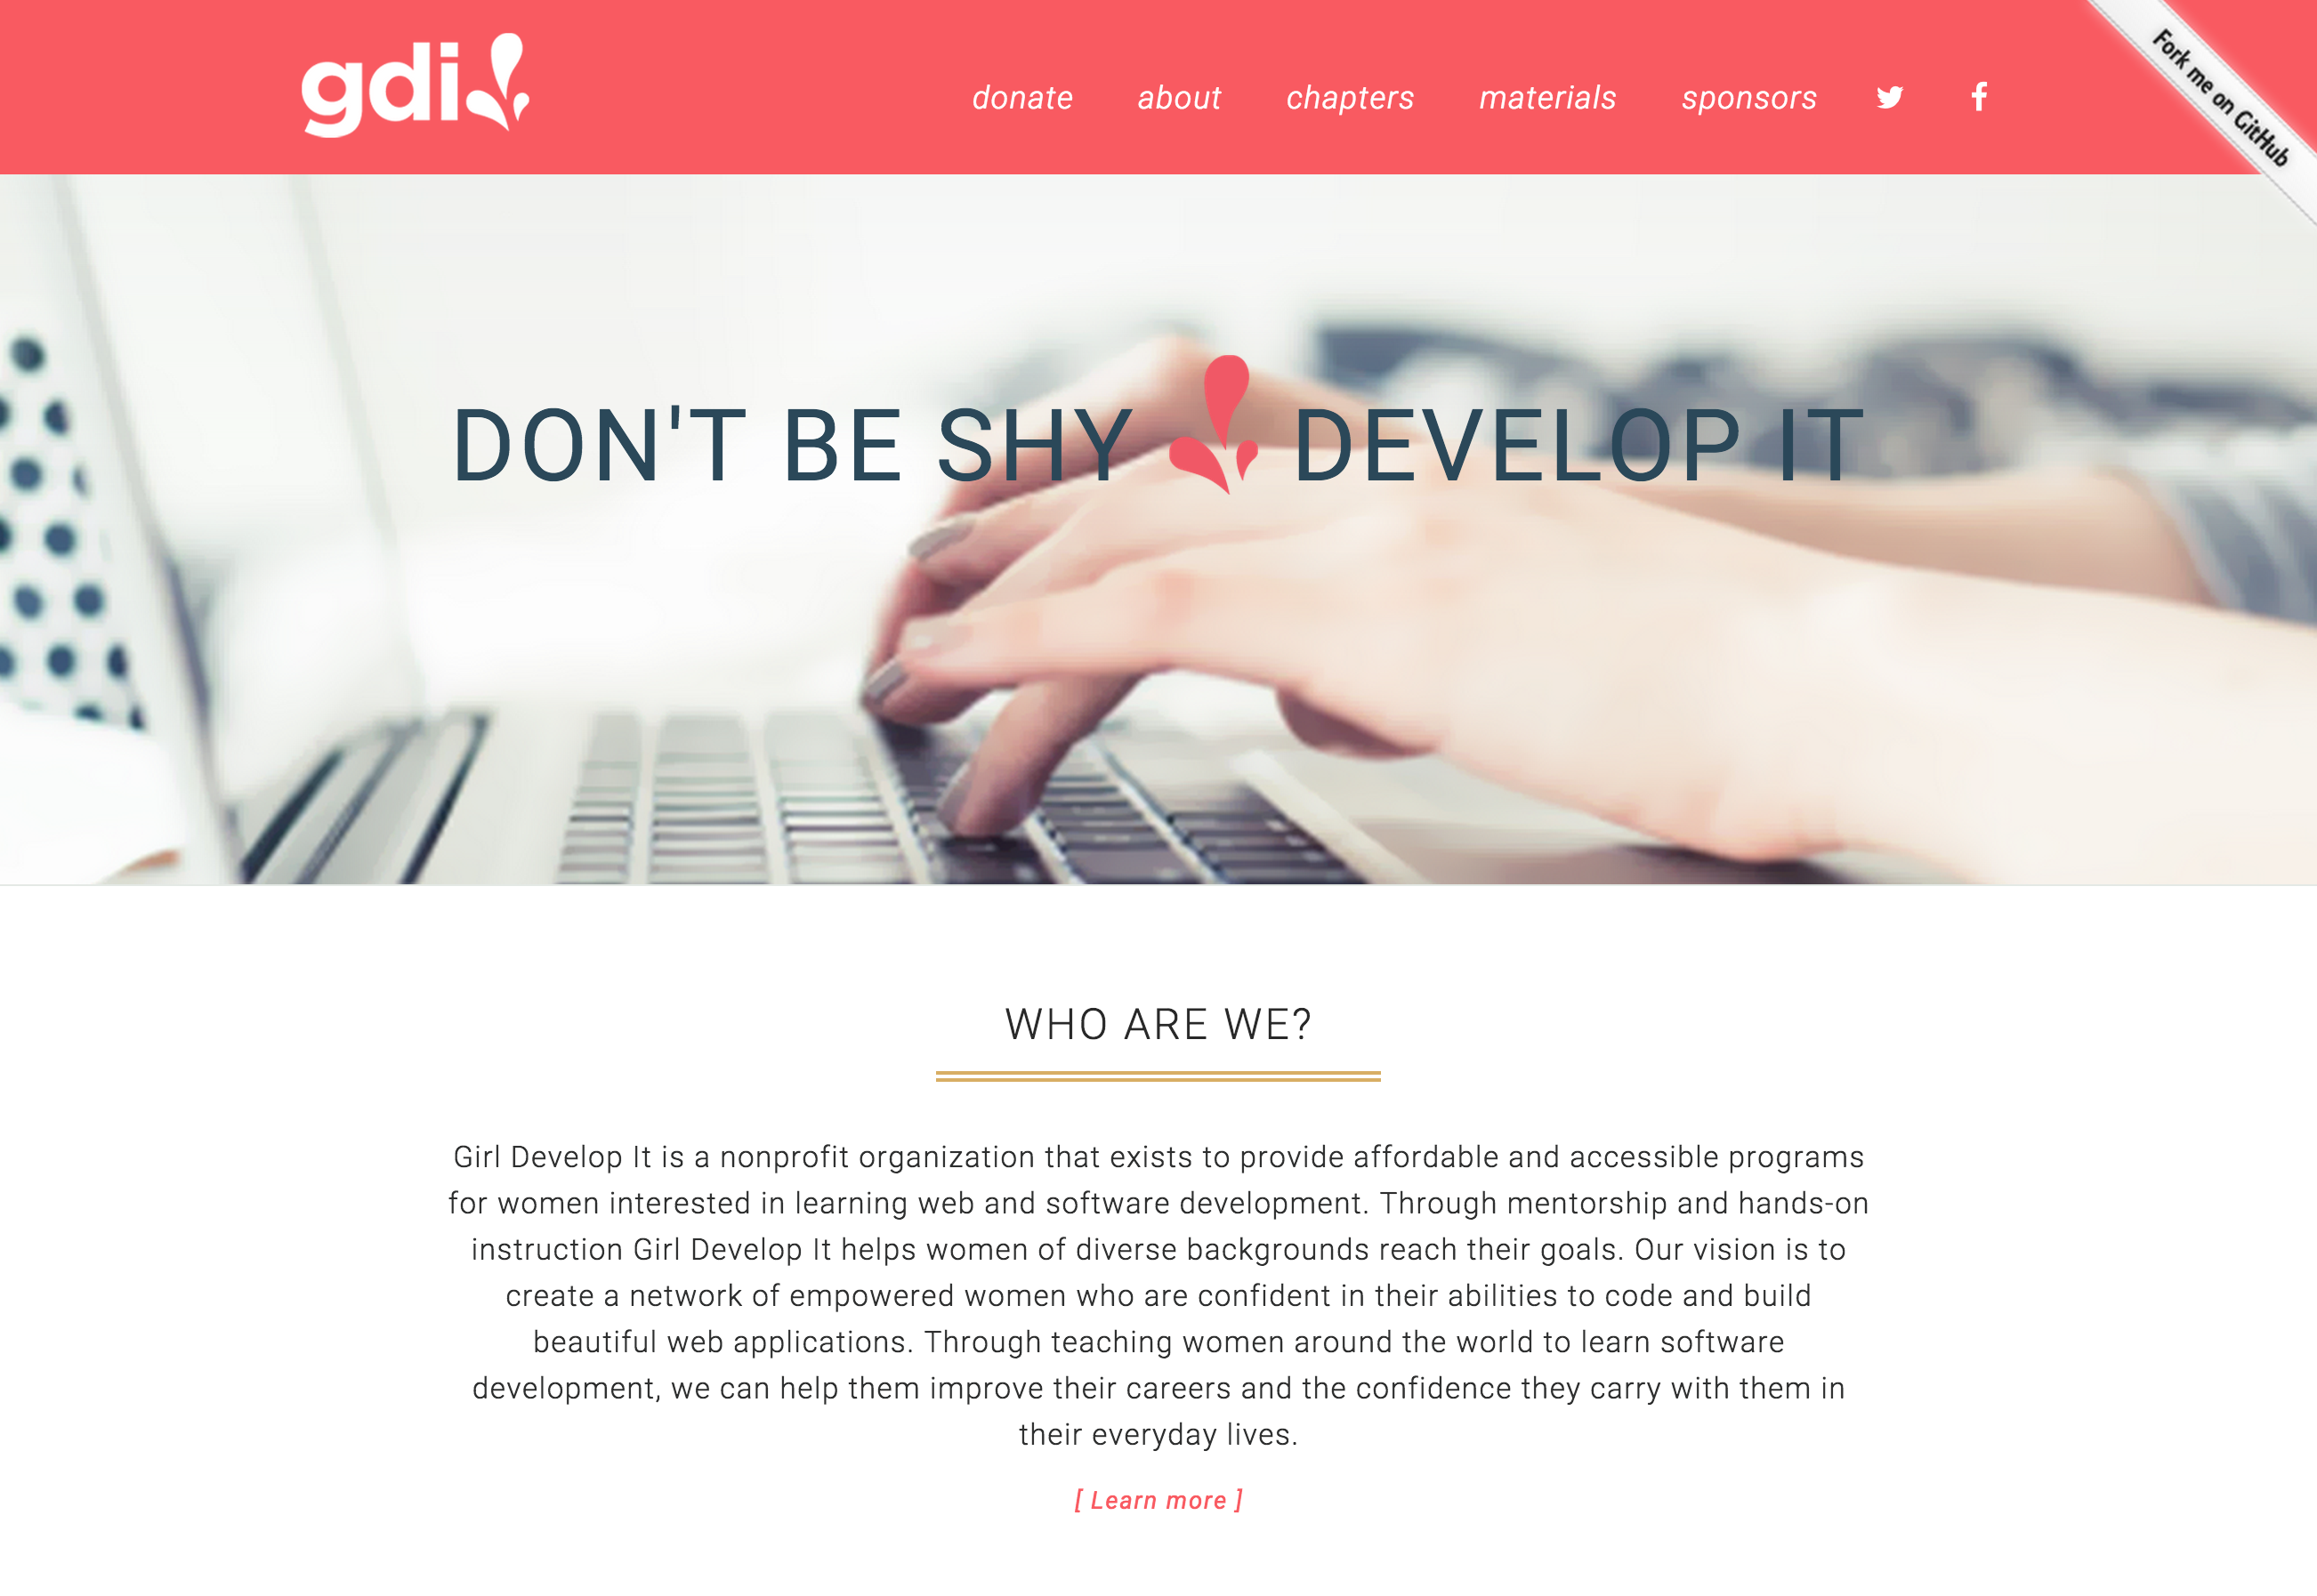 gdi
donate about chapters materials sponsors
Fork me on GitHub
DON'T BE SHY DEVELOP IT
WHO ARE WE?
Girl Develop It is a nonprofit organization that exists to provide affordable and accessible programs
for women interested in learning web and software development. Through mentorship and hands-on
instruction Girl Develop It helps women of diverse backgrounds reach their goals. Our vision is to
create a network of empowered women who are confident in their abilities to code and build
beautiful web applications. Through teaching women around the world to learn software
development, we can help them improve their careers and the confidence they carry with them in
their everyday lives.
[ Learn more ]